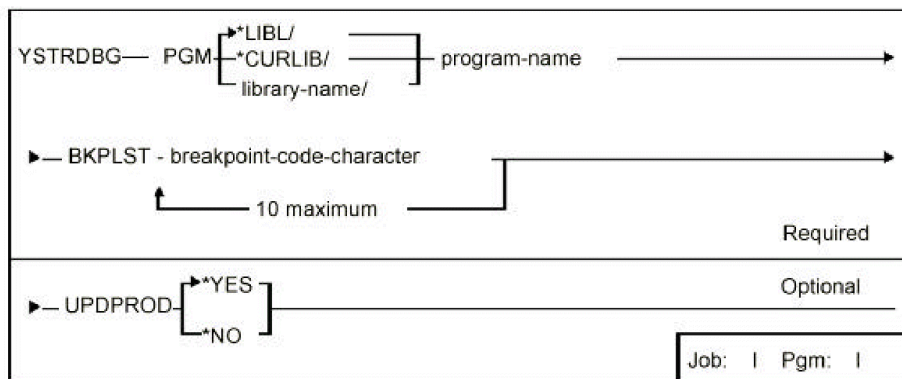 *LIBL/
YSTRDBG PGM *CURLIB/ program-name
library-name/
BKPLST - breakpoint-code-character
10 maximum
Required
*YES
Optional
UPDPROD
*NO
Job: I Pgm: I